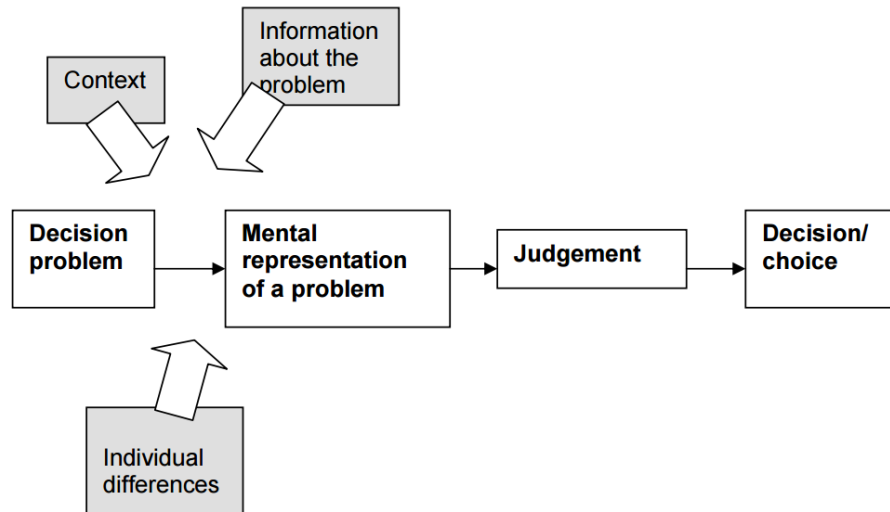 Context
Information
about the
problem
Decision
problem
Mental
representation
of a problem
Judgement
Decision/
choice
Individual
differences